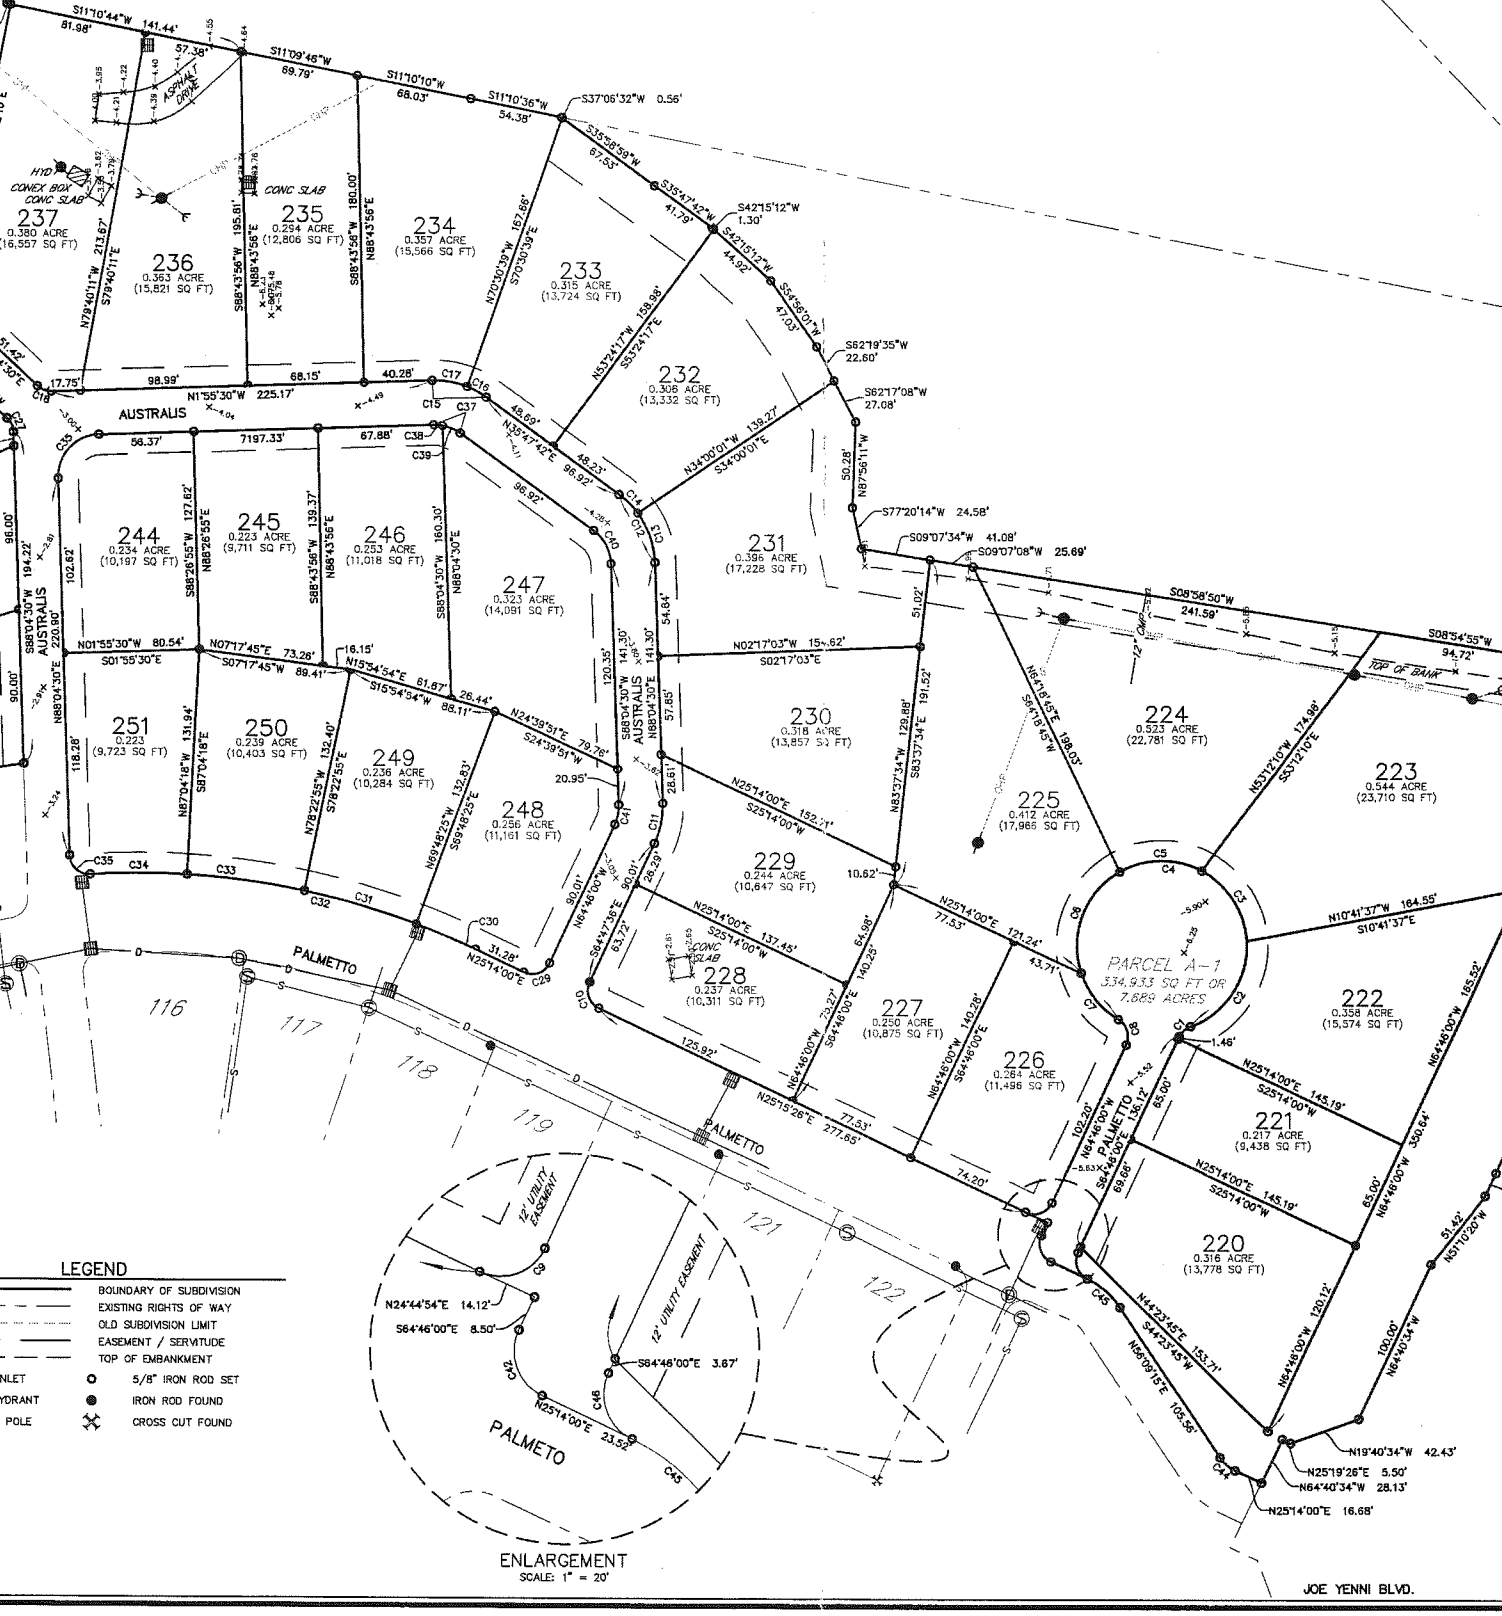 S11°10'44"W 141.44'
81.98'
57.38'
S11°09'46"W
69.79'
S11°10'10"W
68.03'
S11°10'36"W
54.38'
S37°06'32"W 0.56'
S35°58'59"W
67.53'
S35°47'42"W
41.79'
S42°15'12"W
1.30'
S42°15'12"W
44.92'
S54°56'01"W
47.03'
S62°19'35"W
22.60'
S62°17'08"W
27.08'
50.28'
N87°56'11"W
S77°20'14"W 24.58'
S09°07'34"W 41.08'
S09°07'08"W 25.69'
S08°58'50"W
241.59'
S08°54'55"W
94.72'
TOP OF BANK
ASPHALT
DRIVE
HYD
CONEX BOX
CONC SLAB
CONC SLAB
237
0.380 ACRE
(16,557 SQ FT)
N79°40'11"W 213.67'
S79°40'11"E
236
0.363 ACRE
(15,821 SQ FT)
S88°43'56"W 195.81'
N88°43'56"E
235
0.294 ACRE
(12,806 SQ FT)
S88°43'56"W 180.00'
N88°43'56"E
234
0.357 ACRE
(15,566 SQ FT)
N70°30'39"W 167.66'
S70°30'39"E
233
0.315 ACRE
(13,724 SQ FT)
N53°24'17"W 158.98'
S53°24'17"E
232
0.306 ACRE
(13,332 SQ FT)
N34°00'01"W 139.27'
S34°00'01"E
231
0.396 ACRE
(17,228 SQ FT)
51.42'
C18
17.75'
98.99'
68.15'
40.28'
C17
C16
C15
N1°55'30"W 225.17'
AUSTRALIS
C27
C35
56.37'
7197.33'
67.88'
C38
C37
C39
48.69'
N35°47'42"E
96.92'
48.23'
96.92'
C14
C12
C13
C40
244
0.234 ACRE
(10,197 SQ FT)
S88°26'55"W 127.62'
N88°26'55"E
245
0.223 ACRE
(9,711 SQ FT)
S88°43'56"W 139.37'
N88°43'56"E
246
0.253 ACRE
(11,018 SQ FT)
S88°04'30"W 160.30'
N88°04'30"E
247
0.323 ACRE
(14,091 SQ FT)
96.00'
90.00'
S88°04'30"W 194.22'
AUSTRALIS
N88°04'30"E 220.90'
102.62'
118.28'
N01°55'30"W 80.54'
S01°55'30"E
N07°17'45"E 73.26'
S07°17'45"W 89.41'
16.15'
N15°54'54"E 61.67'
S15°54'54"W 88.11'
26.44'
N24°39'51"E
S24°39'51"W 79.76'
120.35'
S88°04'30"W 141.30'
AUSTRALIS
N88°04'30"E 141.30'
54.84'
57.85'
28.61'
20.95'
C41
C11
N02°17'03"W
S02°17'03"E
N83°37'34"W 129.88'
S83°37'34"E 191.52'
51.02'
251
0.223
(9,723 SQ FT)
N87°04'18"W 131.94'
S87°04'18"E
250
0.239 ACRE
(10,403 SQ FT)
N78°22'55"W 132.40'
S78°22'55"E
249
0.236 ACRE
(10,284 SQ FT)
N69°48'25"W 132.83'
S69°48'25"E
248
0.256 ACRE
(11,161 SQ FT)
90.01'
N64°46'00"W
230
0.318 ACRE
(13,857 SQ FT)
N25°14'00"E
S25°14'00"W
229
0.244 ACRE
(10,647 SQ FT)
10.62'
90.01'
26.29'
S64°47'36"E
63.72'
N25°14'00"E
S25°14'00"W 137.45'
CONC
SLAB
228
0.237 ACRE
(10,311 SQ FT)
C10
64.98'
140.25'
N64°46'00"W
S64°46'00"E
227
0.250 ACRE
(10,875 SQ FT)
N25°14'00"E 121.24'
77.53'
43.71'
N64°46'00"W 140.28'
S64°46'00"E
226
0.264 ACRE
(11,496 SQ FT)
125.92'
N25°15'26"E 277.65'
77.53'
74.20'
12" CMP
224
0.523 ACRE
(22,781 SQ FT)
N64°18'45"E
S64°18'45"W
198.03'
225
0.412 ACRE
(17,966 SQ FT)
N53°12'10"W 174.98'
S53°12'10"E
223
0.544 ACRE
(23,710 SQ FT)
C5
C4
C3
C6
C2
C7
C8
C1
PARCEL A-1
334,933 SQ FT OR
7.689 ACRES
N10°41'37"W 164.55'
S10°41'37"E
222
0.358 ACRE
(15,574 SQ FT)
1.46'
N25°14'00"E 145.19'
S25°14'00"W
N64°46'00"W 165.52'
221
0.217 ACRE
(9,438 SQ FT)
102.20'
N64°46'00"W
PALMETTO
S64°46'00"E 136.12'
65.00'
69.66'
N25°14'00"E 145.19'
S25°14'00"W
65.00'
N64°46'00"W 350.64'
220
0.316 ACRE
(13,778 SQ FT)
N64°46'00"W 120.12'
N44°23'45"E
S44°23'45"W 153.71'
N56°09'15"E 105.56'
C45
C44
51.42'
N51°10'20"W
100.00'
N64°40'34"W
N19°40'34"W 42.43'
N25°19'26"E 5.50'
N64°40'34"W 28.13'
N25°14'00"E 16.68'
C35
C34
C33
C32
C31
C30
31.28'
N25°14'00"E
C29
PALMETTO
PALMETTO
116
117
118
119
121
122
LEGEND
BOUNDARY OF SUBDIVISION
EXISTING RIGHTS OF WAY
OLD SUBDIVISION LIMIT
EASEMENT / SERVITUDE
TOP OF EMBANKMENT
5/8" IRON ROD SET
IRON ROD FOUND
POLE
CROSS CUT FOUND
12' UTILITY
EASEMENT
C9
N24°44'54"E 14.12'
S64°46'00"E 8.50'
C42
N25°14'00"E 23.52'
12' UTILITY EASEMENT
S64°46'00"E 3.67'
C46
C45
PALMETO
ENLARGEMENT
SCALE: 1" = 20'
JOE YENNI BLVD.